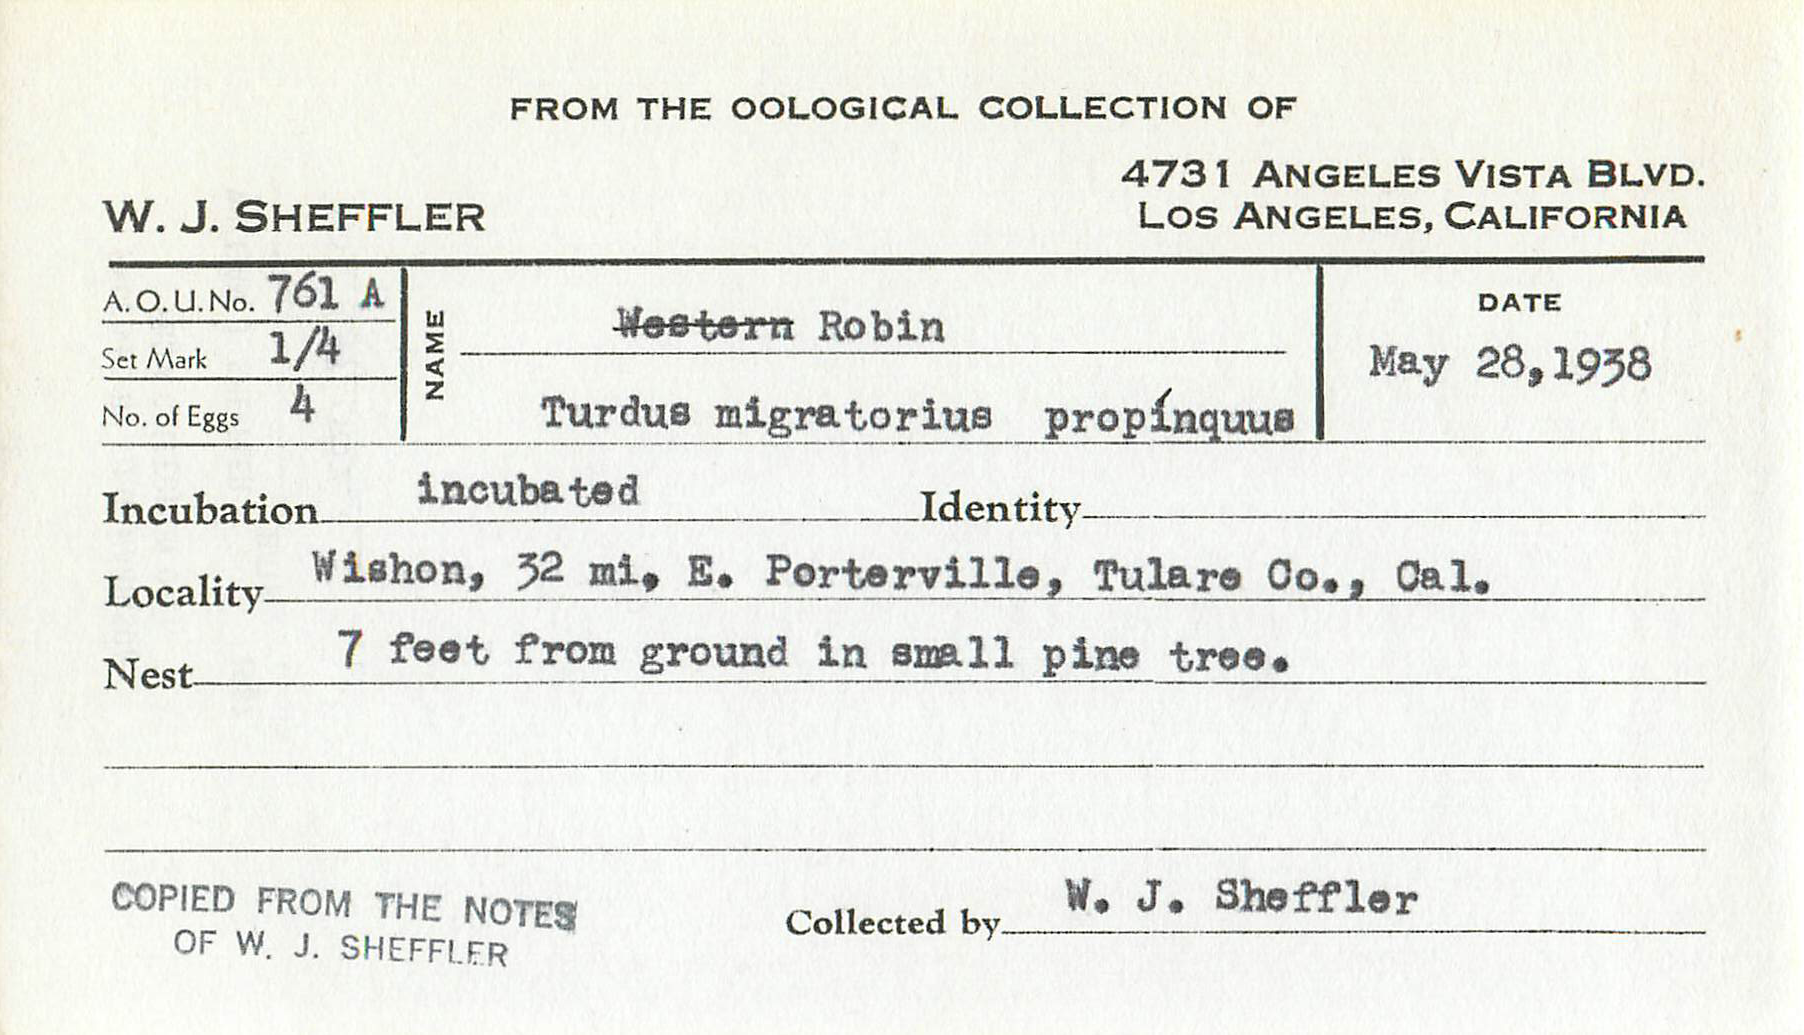 FROM THE OOLOGICAL COLLECTION OF
4731 ANGELES VISTA BLVD.
W. J. SHEFFLER
LOS ANGELES, CALIFORNIA
A. O. U. No. 761 A
Set Mark 1/4
No. of Eggs 4
NAME
Western Robin
Turdus migratorius propínquus
DATE
May 28, 1938
Incubation incubated Identity
Locality Wishon, 32 mi, E. Porterville, Tulare Co., Cal.
Nest 7 feet from ground in small pine tree.
COPIED FROM THE NOTES
OF W. J. SHEFFLER
Collected by W. J. Sheffler